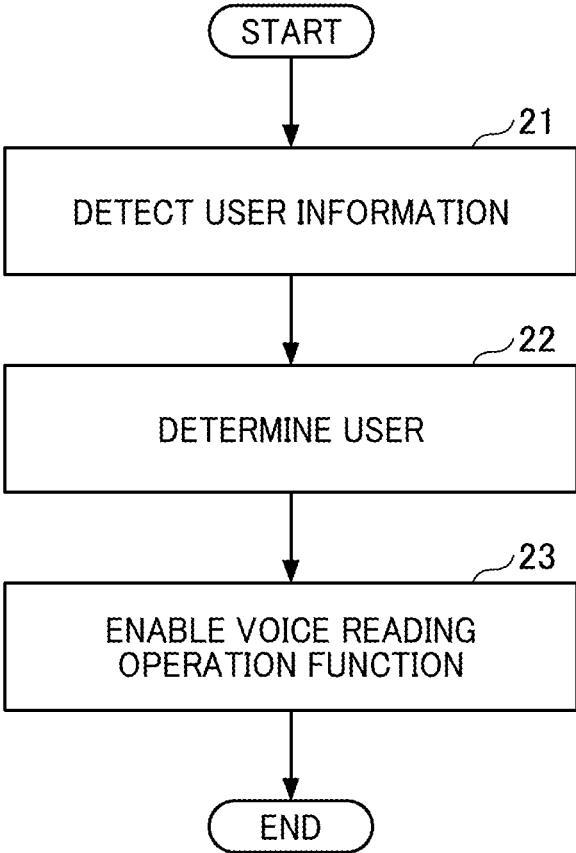 START
21
DETECT USER INFORMATION
22
DETERMINE USER
23
ENABLE VOICE READING
OPERATION FUNCTION
END